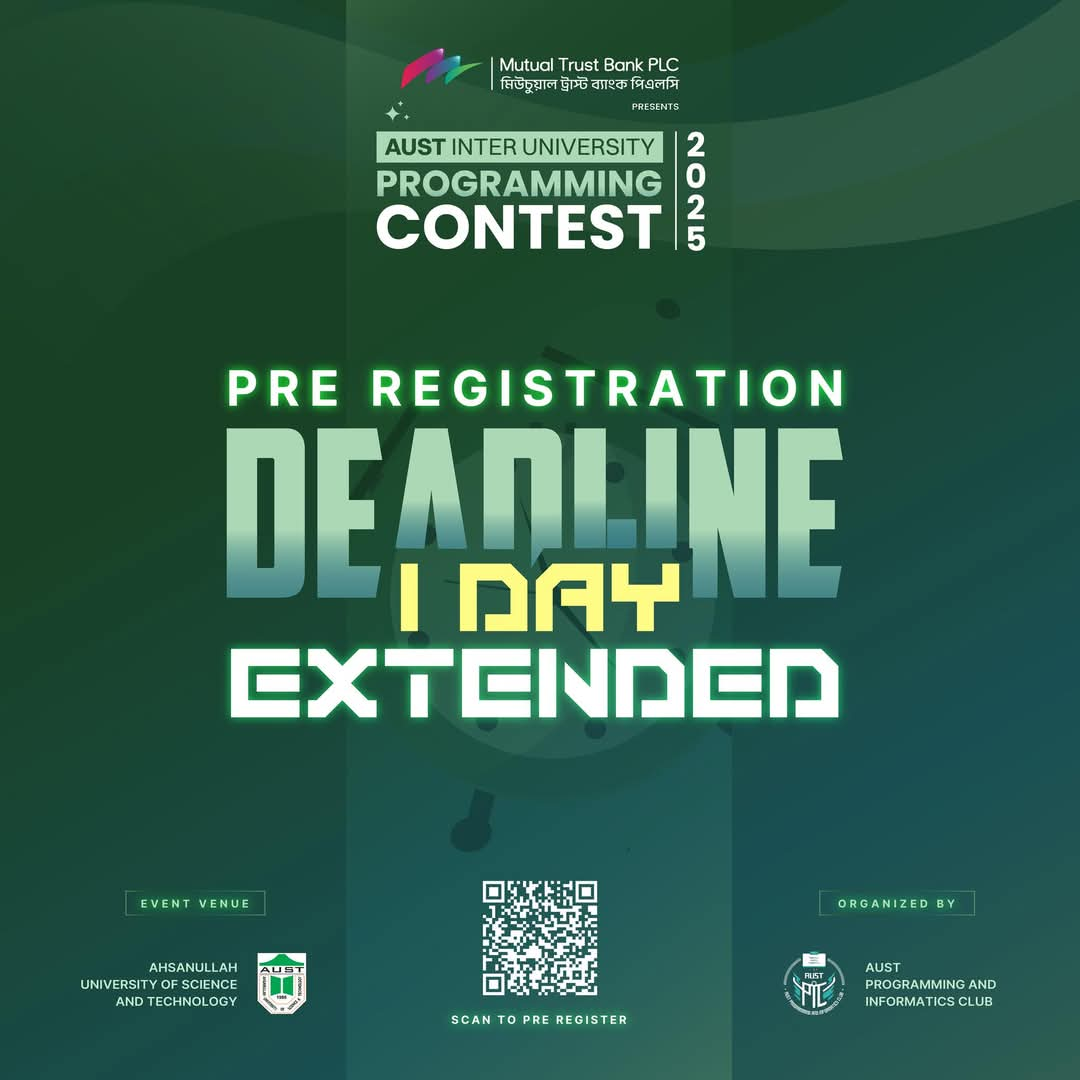 Mutual Trust Bank PLC
মিউচুয়াল ট্রাস্ট ব্যাংক পিএলসি
PRESENTS
AUST INTER UNIVERSITY
PROGRAMMING
CONTEST
2025
PRE REGISTRATION
DEADLINE
1 DAY
EXTENDED
EVENT VENUE
AHSANULLAH
UNIVERSITY OF SCIENCE
AND TECHNOLOGY
AUST
1995
SCAN TO PRE REGISTER
ORGANIZED BY
AUST
AUST
PROGRAMMING AND
INFORMATICS CLUB